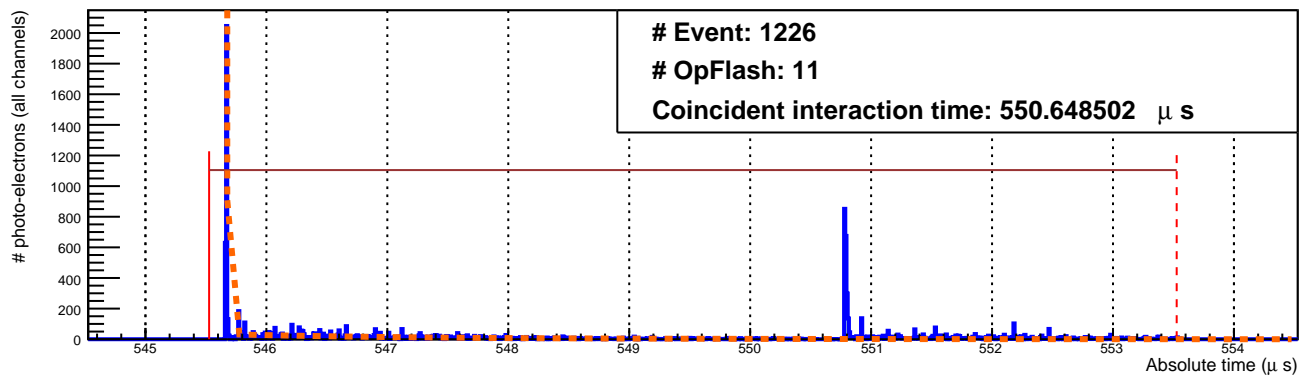 # Event: 1226
# OpFlash: 11
Coincident interaction time: 550.648502 μ s
# photo-electrons (all channels)
2000
1800
1600
1400
1200
1000
800
600
400
200
0
545 546 547 548 549 550 551 552 553 554
Absolute time (μ s)